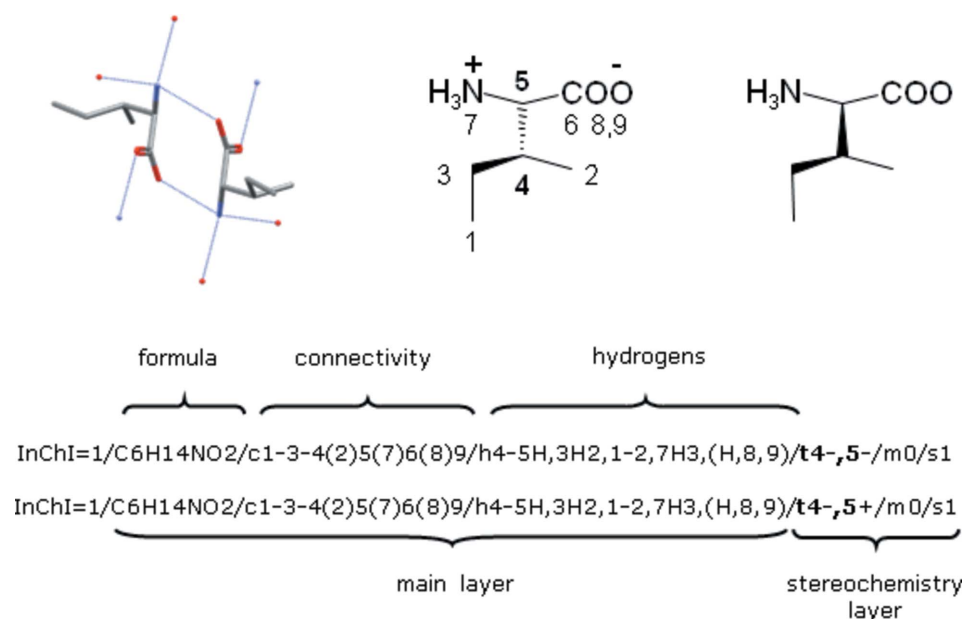 + 5 -
H3N COO H3N COO
7 6 8,9
3 4 2
1
formula connectivity hydrogens
InChI=1/C6H14NO2/c1-3-4(2)5(7)6(8)9/h4-5H,3H2,1-2,7H3,(H,8,9)/t4-,5-/m0/s1
InChI=1/C6H14NO2/c1-3-4(2)5(7)6(8)9/h4-5H,3H2,1-2,7H3,(H,8,9)/t4-,5+/m0/s1
main layer stereochemistry
layer